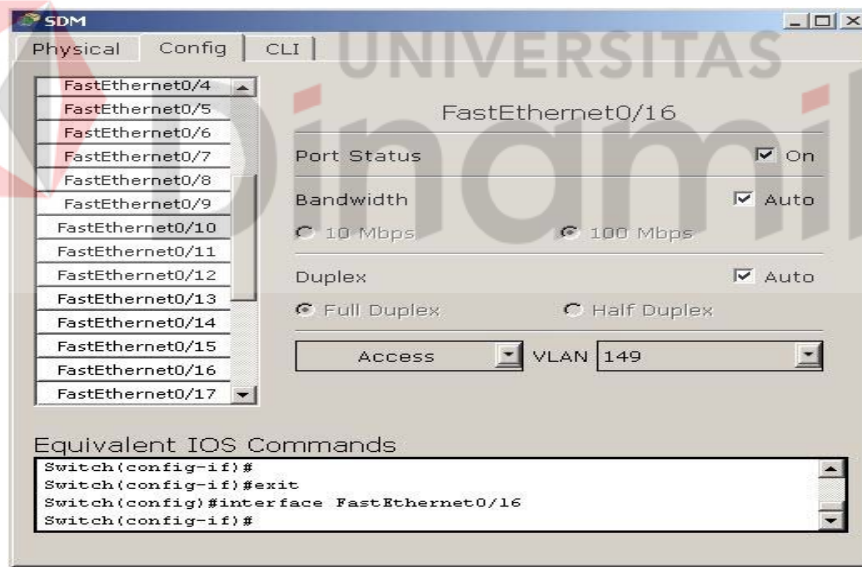 SDM
Physical Config CLI
UNIVERSITAS
Dinami
FastEthernet0/4
FastEthernet0/5
FastEthernet0/6
FastEthernet0/7
FastEthernet0/8
FastEthernet0/9
FastEthernet0/10
FastEthernet0/11
FastEthernet0/12
FastEthernet0/13
FastEthernet0/14
FastEthernet0/15
FastEthernet0/16
FastEthernet0/17
FastEthernet0/16
Port Status On
Bandwidth Auto
10 Mbps 100 Mbps
Duplex Auto
Full Duplex Half Duplex
Access VLAN 149
Equivalent IOS Commands
Switch(config-if)#
Switch(config-if)#exit
Switch(config)#interface FastEthernet0/16
Switch(config-if)#